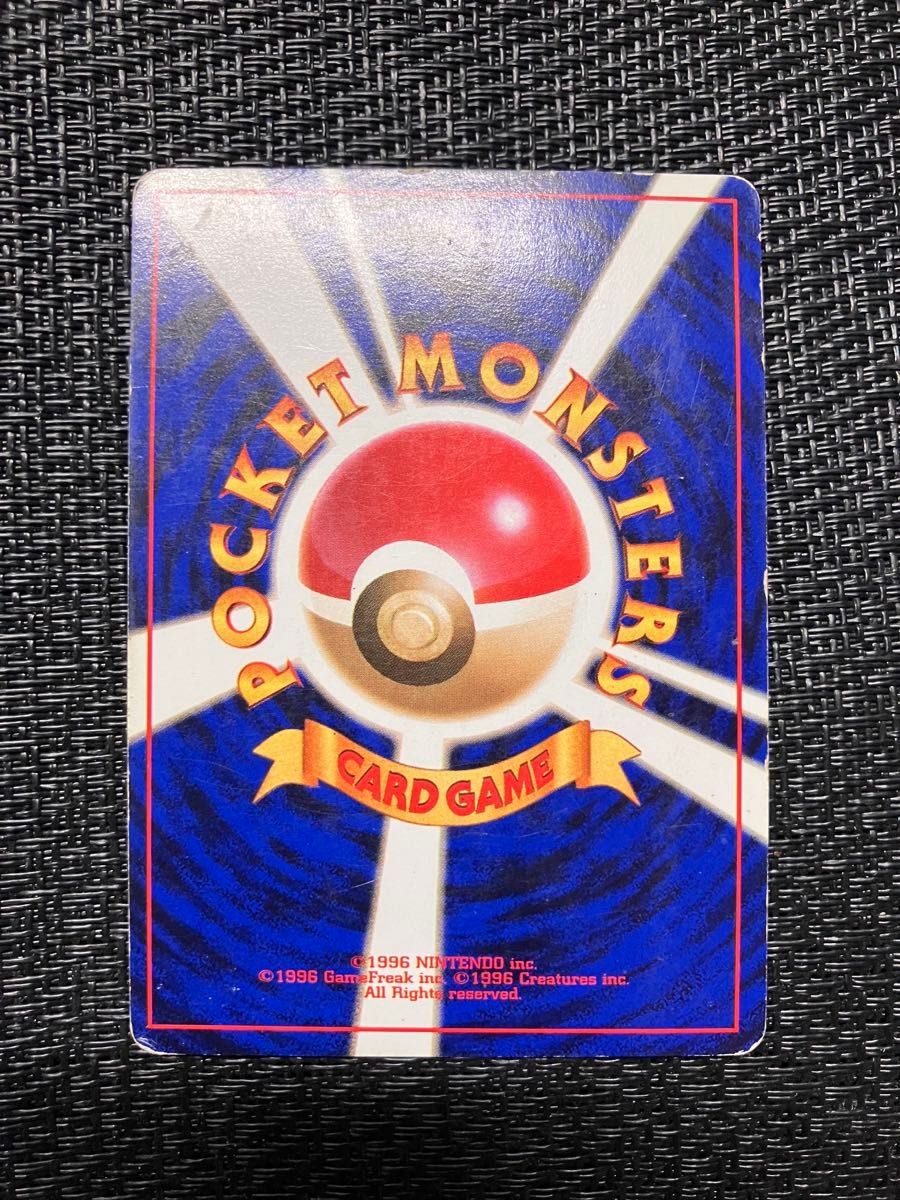 POCKET MONSTERS
CARD GAME
©1996 NINTENDO inc.
©1996 GameFreak inc. ©1996 Creatures inc.
All Rights reserved.